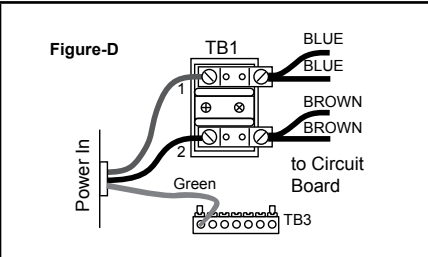 Figure-D
TB1
BLUE
BLUE
1
BROWN
BROWN
2
Power In
Green
to Circuit
Board
TB3